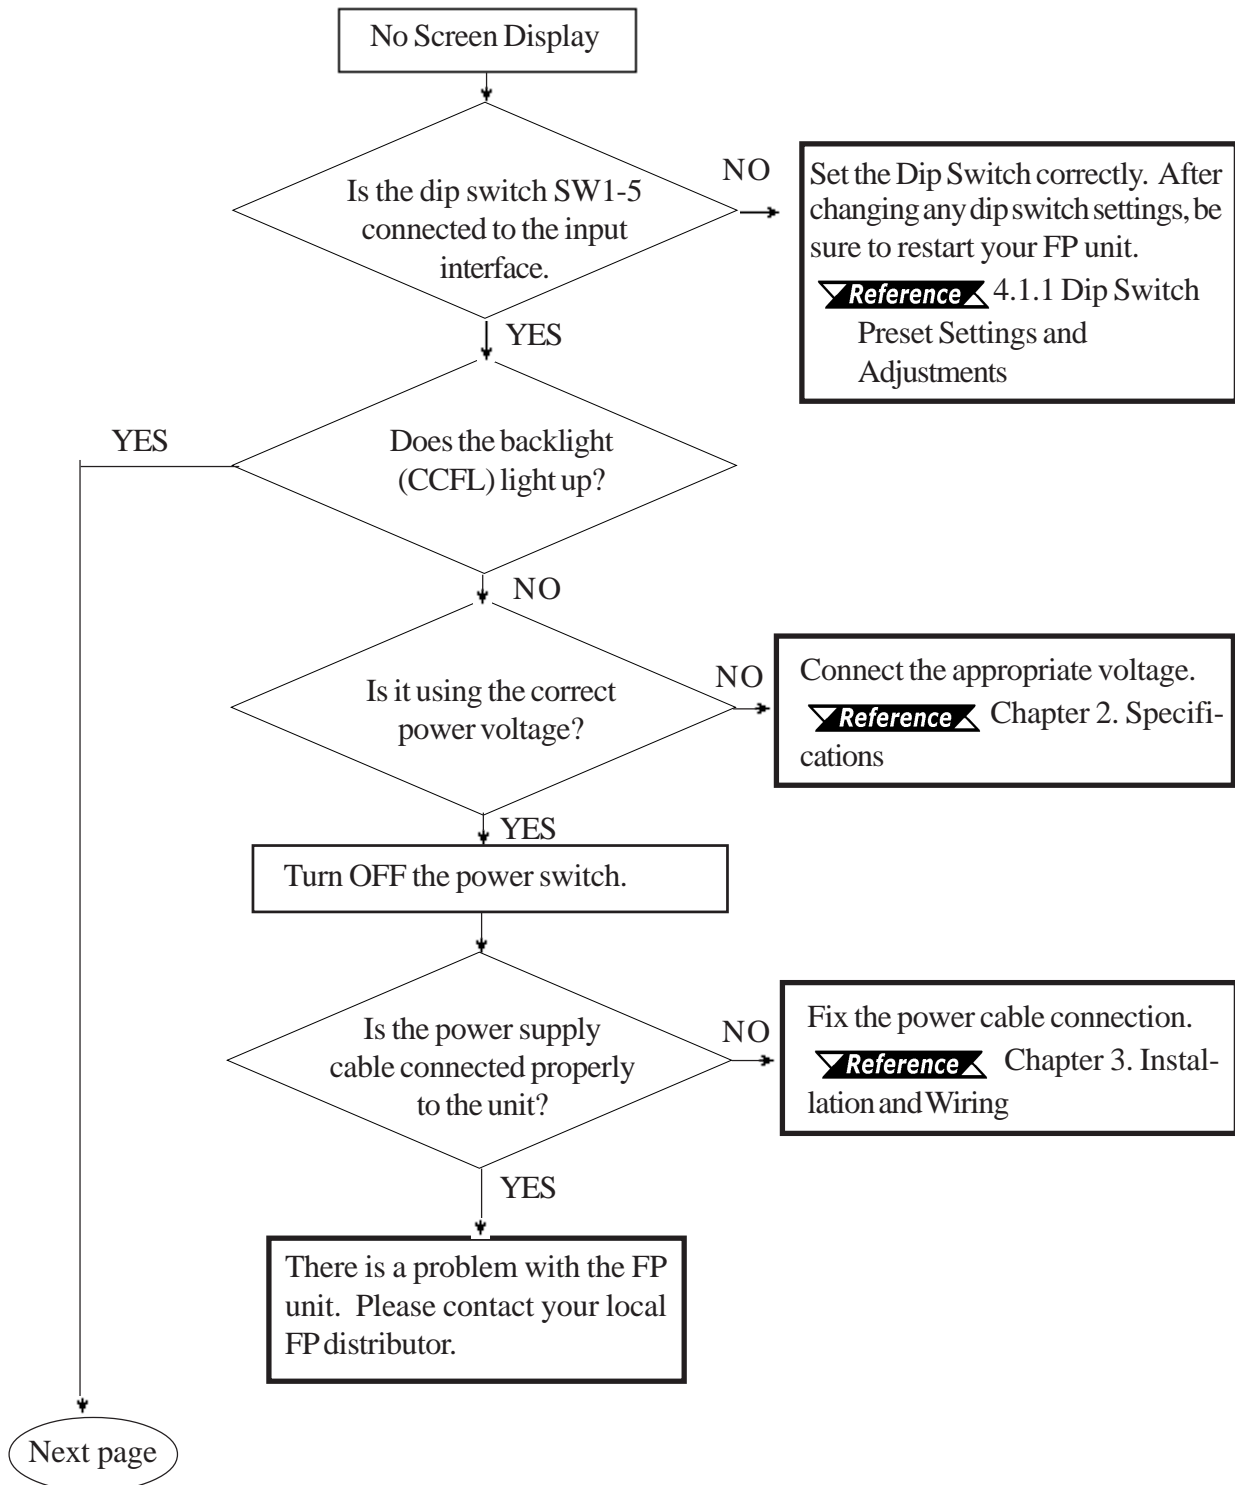 No Screen Display
Is the dip switch SW1-5
connected to the input
interface.
NO
Set the Dip Switch correctly. After
changing any dip switch settings, be
sure to restart your FP unit.
Reference 4.1.1 Dip Switch
Preset Settings and
Adjustments
YES
Does the backlight
(CCFL) light up?
YES
NO
Is it using the correct
power voltage?
NO
Connect the appropriate voltage.
Reference Chapter 2. Specifi-
cations
YES
Turn OFF the power switch.
Is the power supply
cable connected properly
to the unit?
NO
Fix the power cable connection.
Reference Chapter 3. Instal-
lation and Wiring
YES
There is a problem with the FP
unit. Please contact your local
FP distributor.
Next page